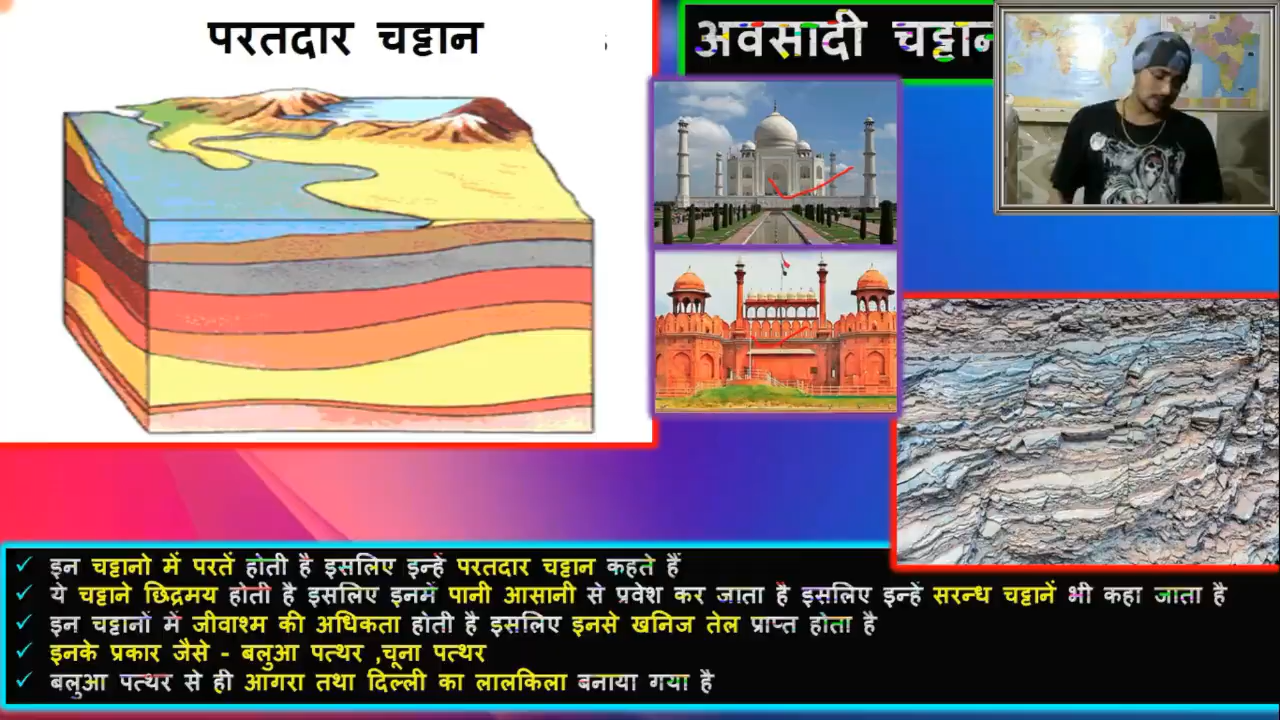 परतदार चट्टान
अवसादी चट्टान
इन चट्टानो में परतें होती है इसलिए इन्हें परतदार चट्टान कहते हैं
ये चट्टाने छिद्रमय होती है इसलिए इनमें पानी आसानी से प्रवेश कर जाता है इसलिए इन्हें सरन्ध चट्टानें भी कहा जाता है
इन चट्टानों में जीवाश्म की अधिकता होती है इसलिए इनसे खनिज तेल प्राप्त होता है
इनके प्रकार जैसे - बलुआ पत्थर ,चूना पत्थर
बलुआ पत्थर से ही आगरा तथा दिल्ली का लालकिला बनाया गया है